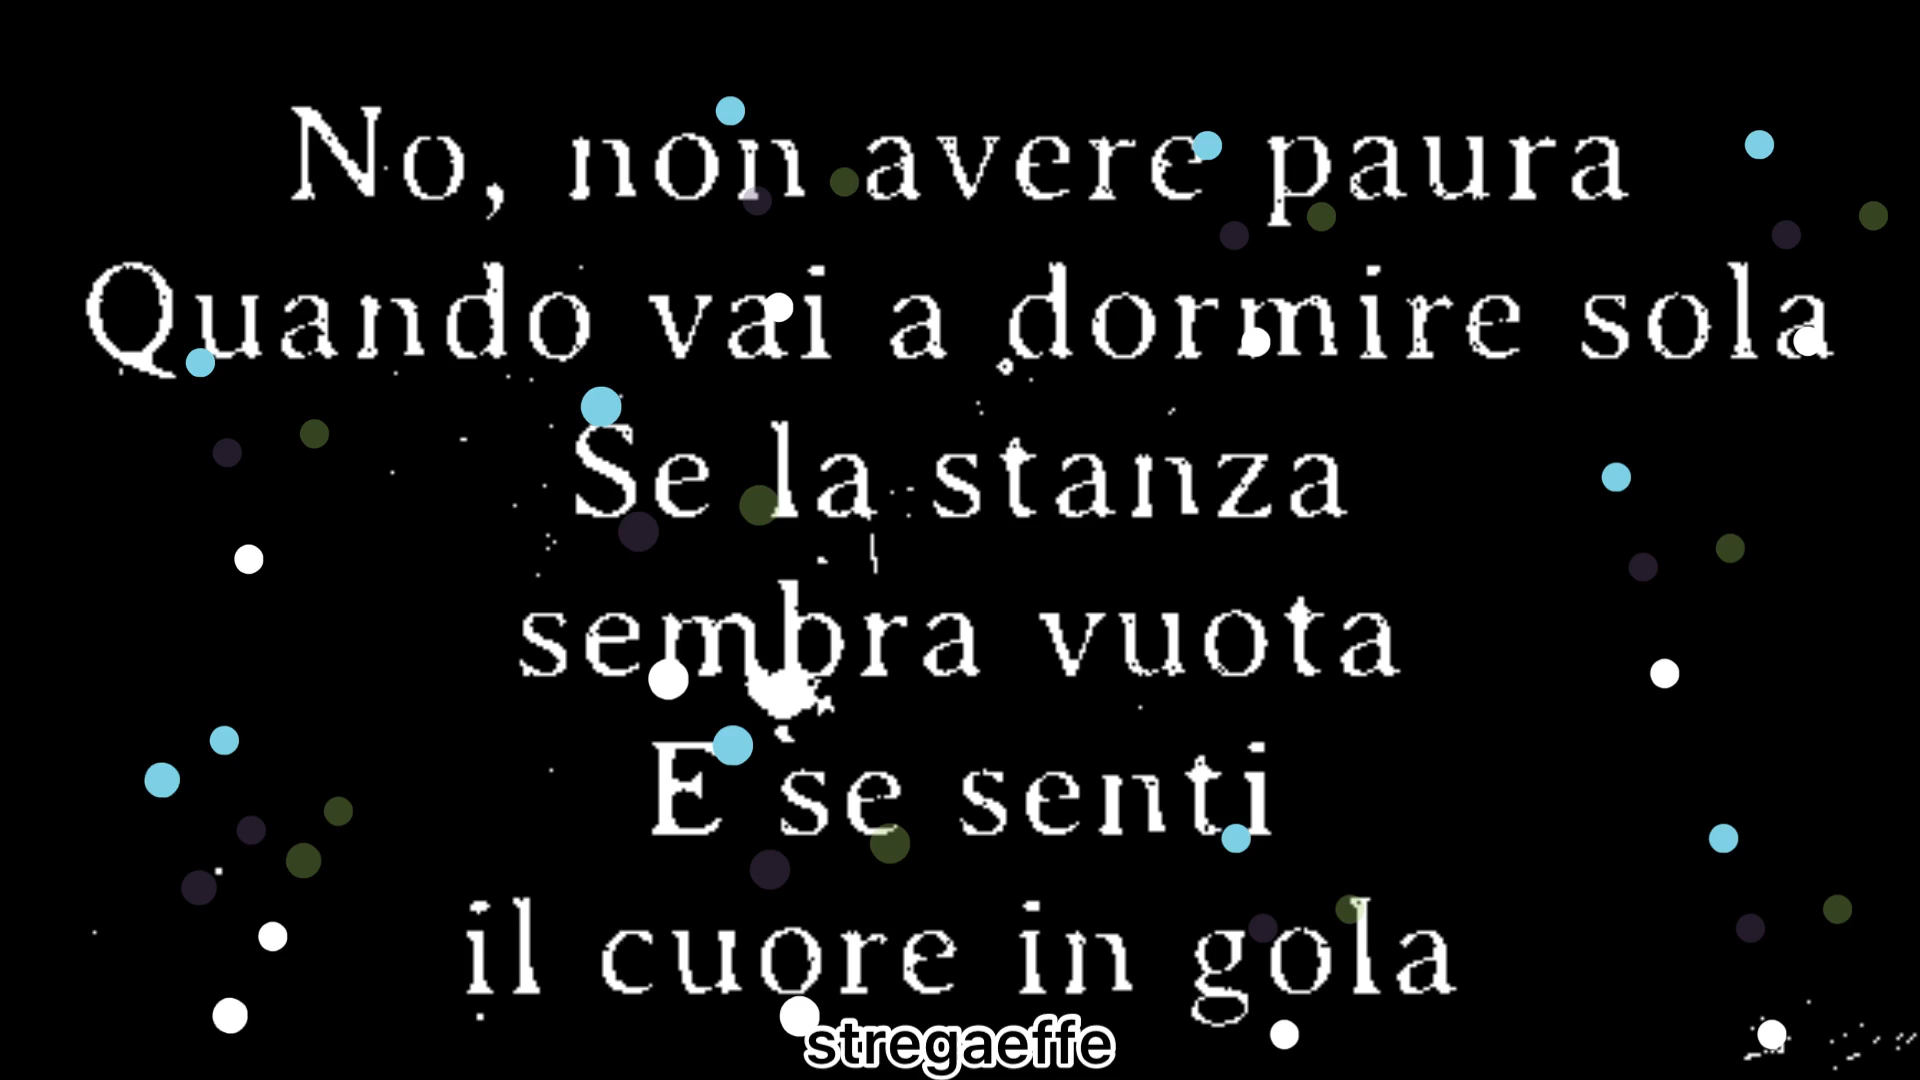 No, non avere paura
Quando vai a dormire sola
Se la stanza
sembra vuota
E se senti
il cuore in gola
stregaeffe